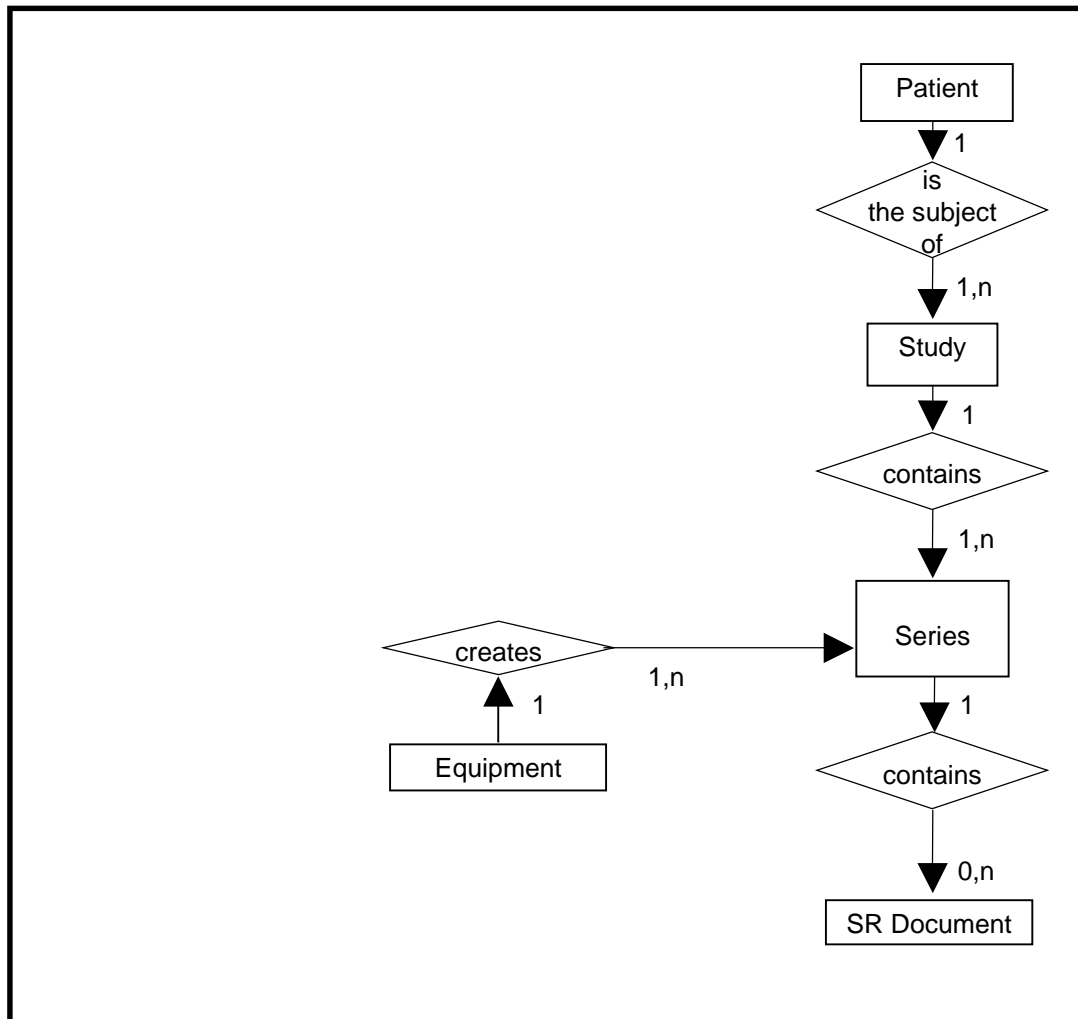 Patient
1
is
the subject
of
1,n
Study
1
contains
1,n
Series
creates
1,n
1
1
Equipment
contains
0,n
SR Document